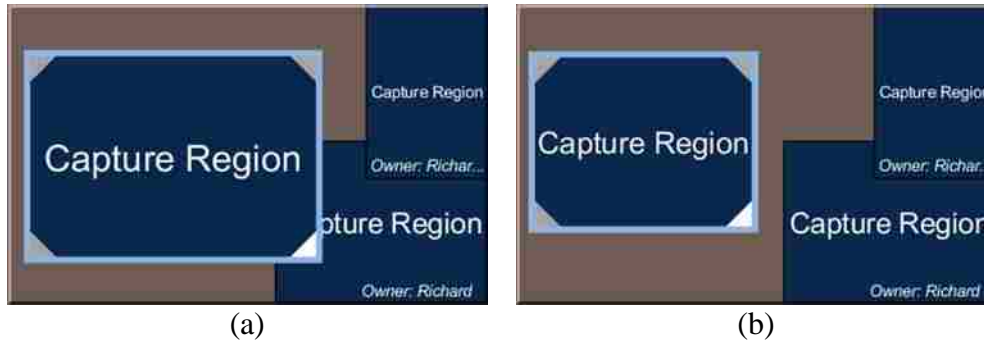 Capture Region
Owner: Richar...
Capture Region
pture Region
Owner: Richard
(a)
Capture Region
Owner: Richar..
Capture Region
Capture Region
Owner: Richard
(b)